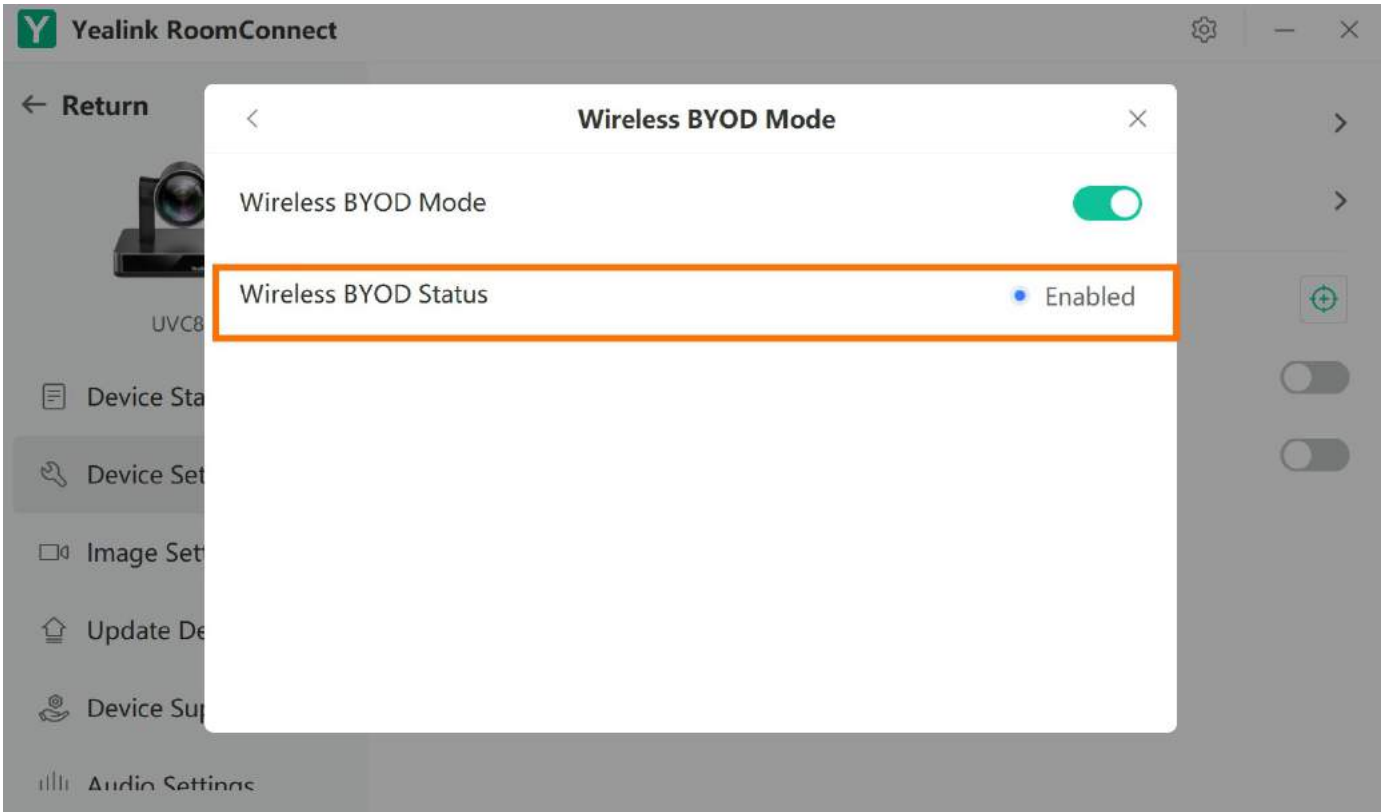 Yealink RoomConnect
Return
Wireless BYOD Mode
Wireless BYOD Mode
Wireless BYOD Status
Enabled
UVC8
Device Sta
Device Set
Image Sett
Update De
Device Sup
Audio Settings